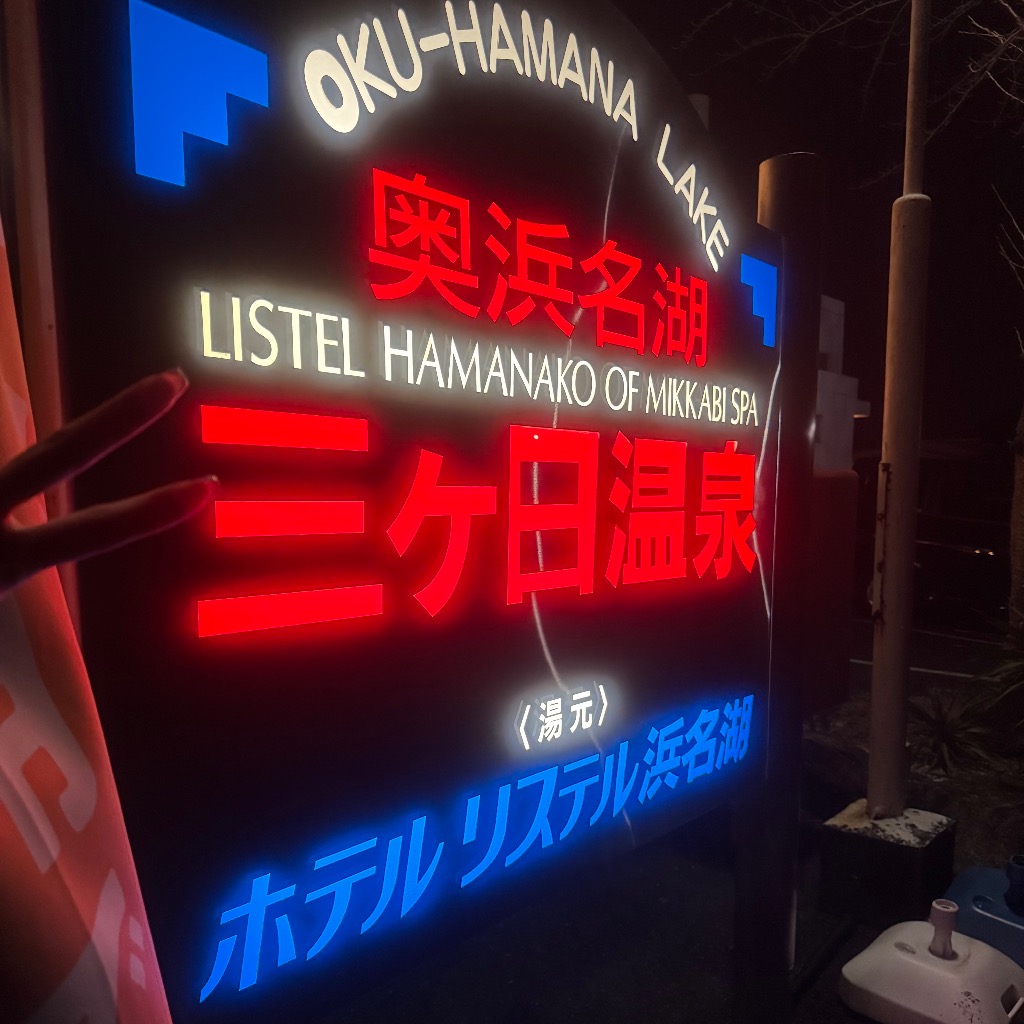 OKU-HAMANA LAKE
奥浜名湖
LISTEL HAMANAKO OF MIKKABI SPA
三ケ日温泉
《湯元》
ホテルリステル浜名湖